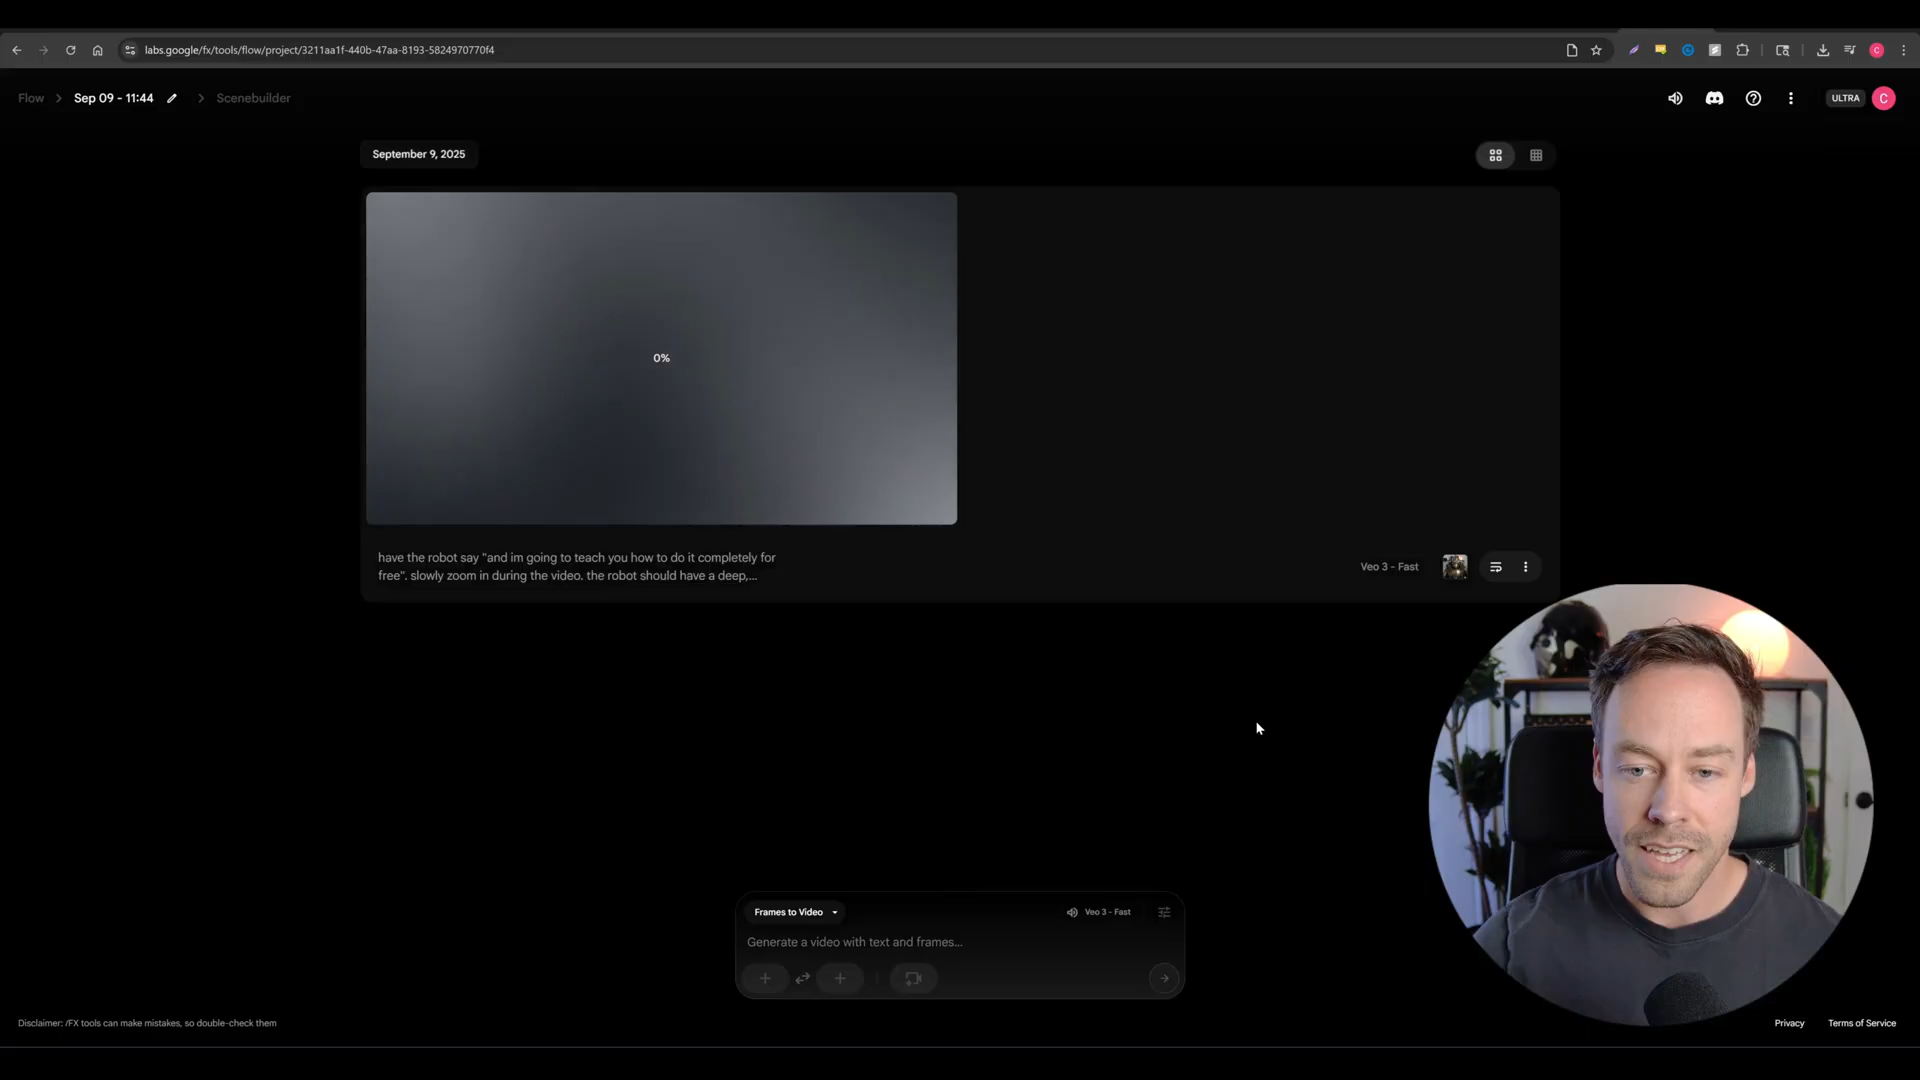 labs.google/fx/tools/flow/project/3211aa1f-440b-47aa-8193-5824970770f4
Flow
Sep 09 - 11:44
Scenebuilder
ULTRA
C
September 9, 2025
0%
have the robot say "and im going to teach you how to do it completely for
free". slowly zoom in during the video. the robot should have a deep,...
Veo 3 - Fast
Frames to Video
Veo 3 - Fast
Generate a video with text and frames...
Disclaimer: /FX tools can make mistakes, so double-check them
Privacy
Terms of Service